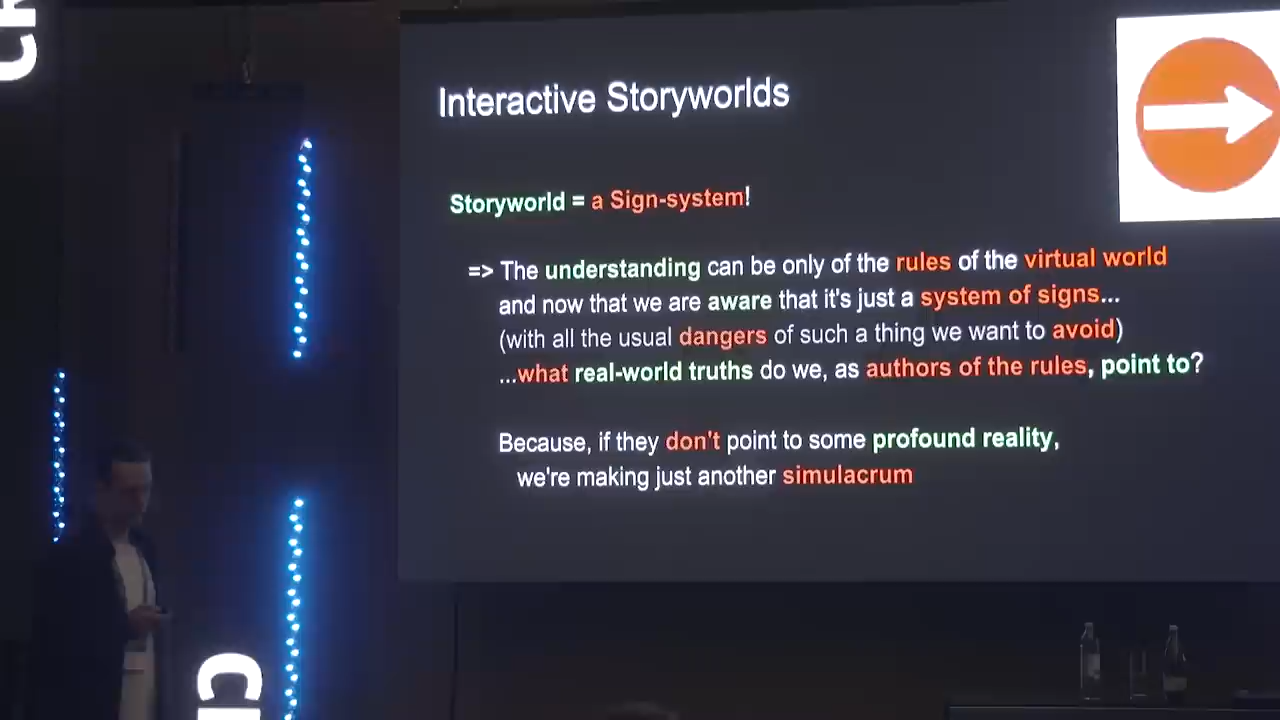 Interactive Storyworlds
Storyworld = a Sign-system!
=> The understanding can be only of the rules of the virtual world
and now that we are aware that it's just a system of signs...
(with all the usual dangers of such a thing we want to avoid)
...what real-world truths do we, as authors of the rules, point to?
Because, if they don't point to some profound reality,
we're making just another simulacrum